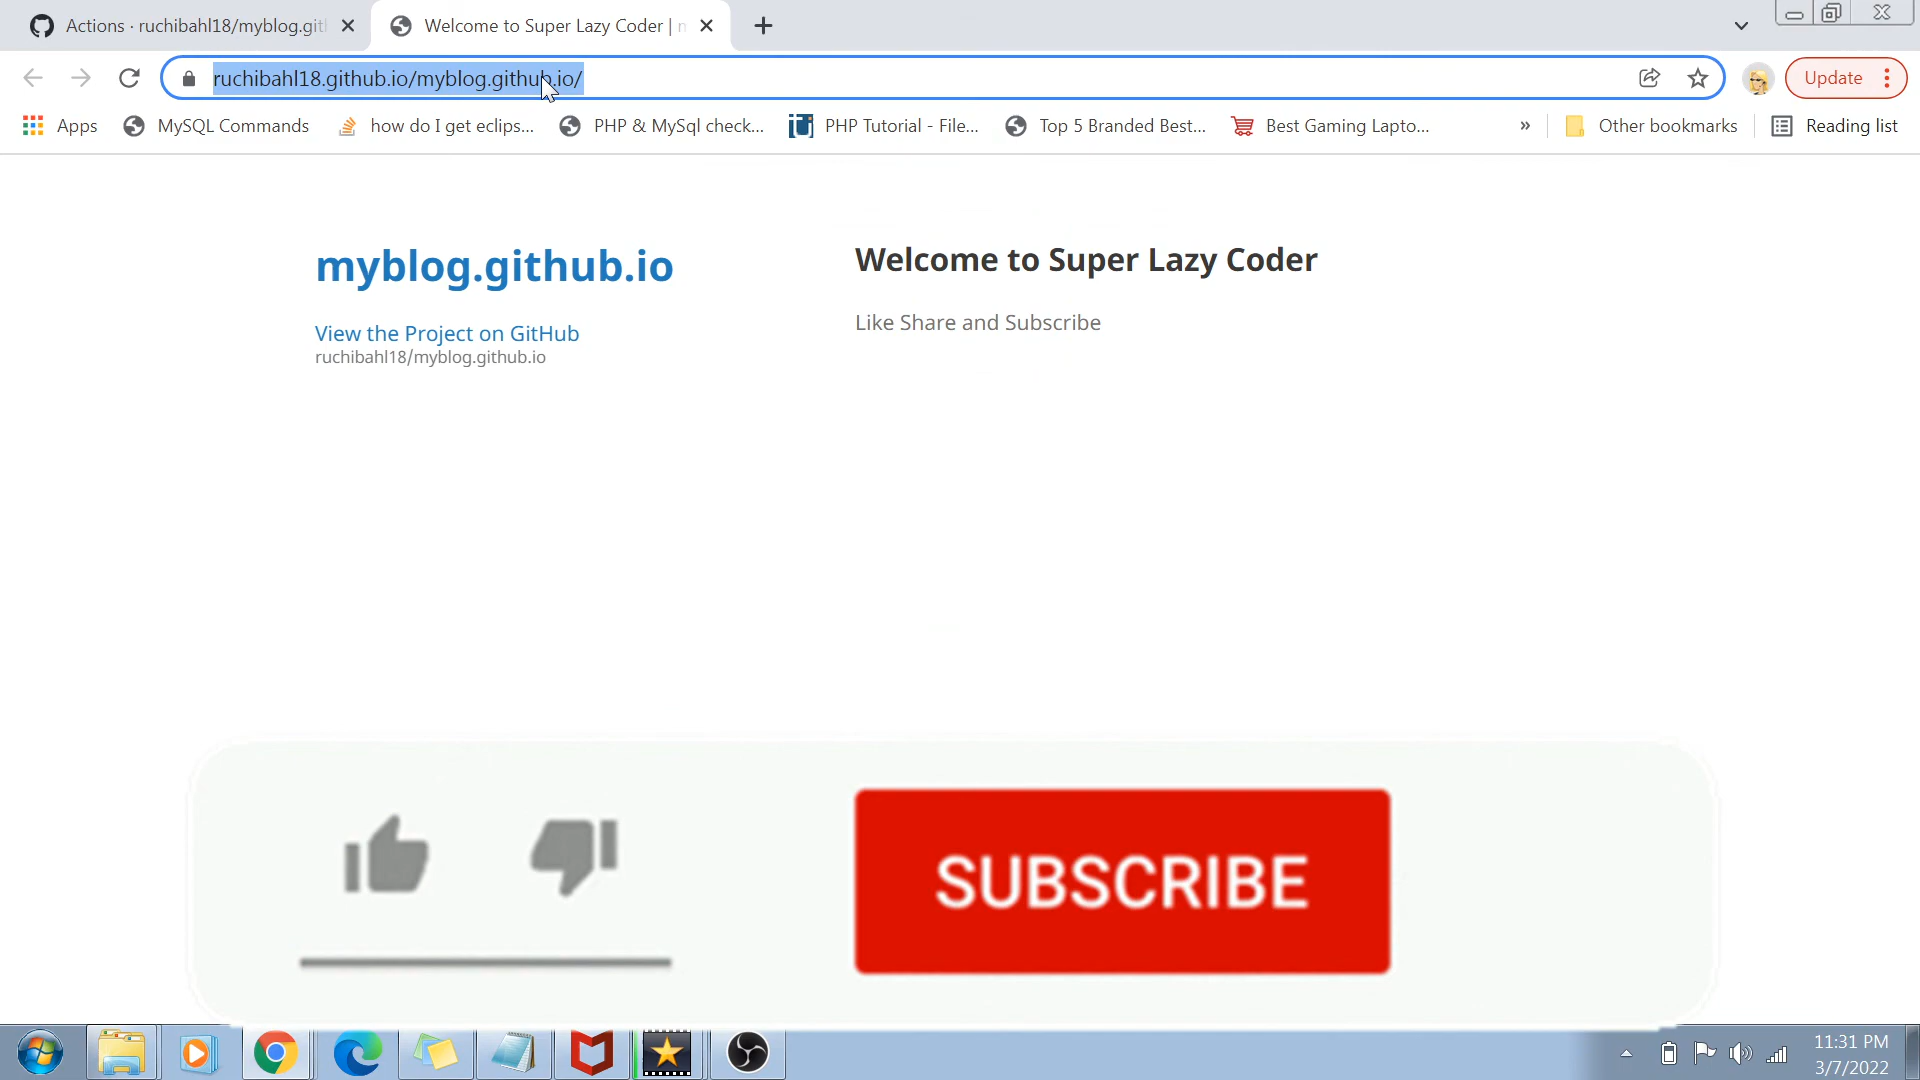 Actions · ruchibahl18/myblog.git
Welcome to Super Lazy Coder |
ruchibahl18.github.io/myblog.github.io/
Update
Apps
MySQL Commands
how do I get eclips...
PHP & MySql check...
PHP Tutorial - File...
Top 5 Branded Best...
Best Gaming Lapto...
»
Other bookmarks
Reading list
myblog.github.io
View the Project on GitHub
ruchibahl18/myblog.github.io
Welcome to Super Lazy Coder
Like Share and Subscribe
SUBSCRIBE
11:31 PM
3/7/2022